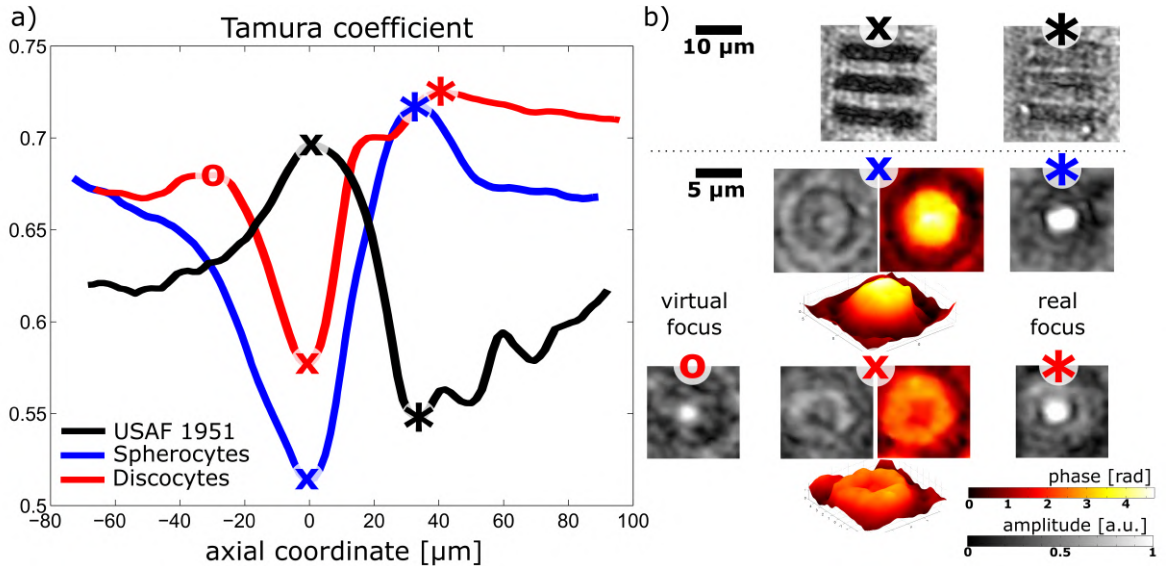 a)
Tamura coefficient
0.75
0.7
0.65
0.6
0.55
0.5
−80 −60 −40 −20 0 20 40 60 80 100
axial coordinate [µm]
x
*
o
*
*
x
x
USAF 1951
Spherocytes
Discocytes
b)
10 µm
x *
5 µm
x *
virtual focus
real focus
o x *
phase [rad]
0 1 2 3 4
amplitude [a.u.]
0 0.5 1